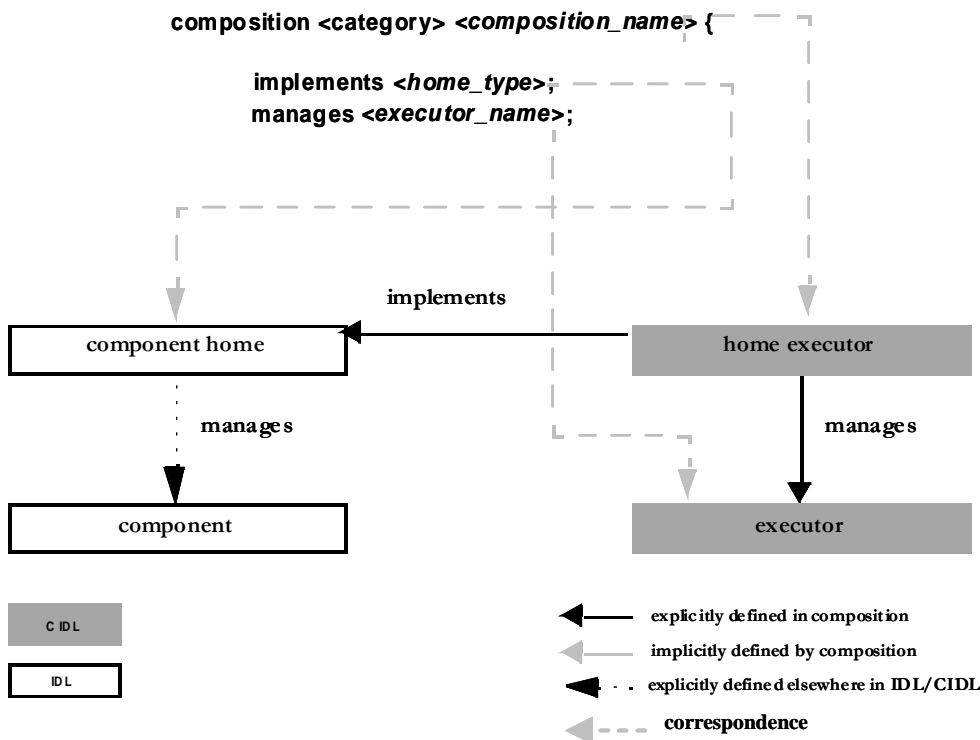 composition <category> <composition_name> {
implements <home_type>;
manages <executor_name>;
implements
component home
home executor
manages
manages
component
executor
CIDL
explicitly defined in composition
implicitly defined by composition
IDL
explicitly defined elsewhere in IDL/CIDL
correspondence